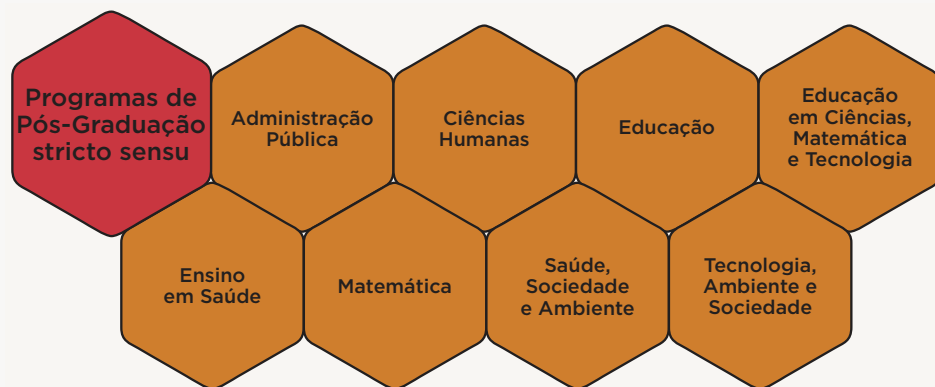 Programas de
Pós-Graduação
stricto sensu
Administração
Pública
Ciências
Humanas
Educação
Educação
em Ciências,
Matemática
e Tecnologia
Ensino
em Saúde
Matemática
Saúde,
Sociedade
e Ambiente
Tecnologia,
Ambiente e
Sociedade